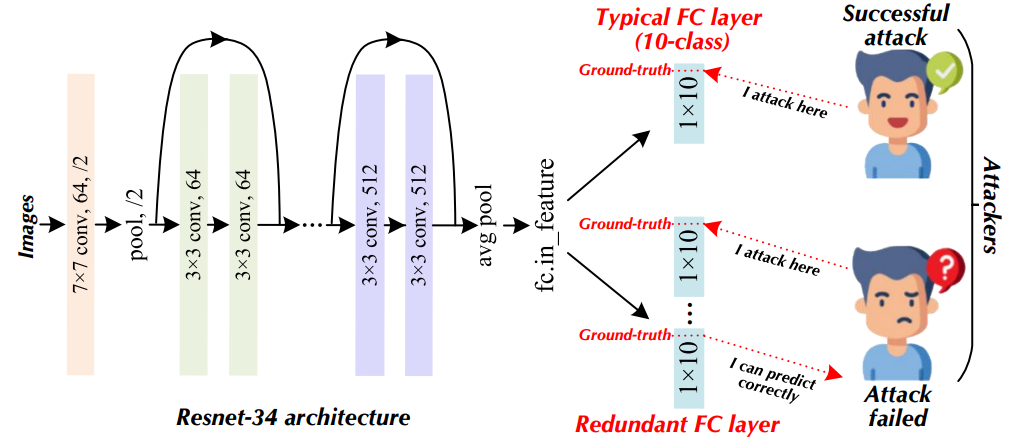 Images
7×7 conv, 64, /2
pool, /2
3×3 conv, 64
3×3 conv, 64
...
3×3 conv, 512
3×3 conv, 512
avg pool
fc.in_feature
Resnet-34 architecture
Typical FC layer
(10-class)
Ground-truth
1×10
I attack here
Successful
attack
Ground-truth
1×10
I attack here
?
...
Ground-truth
1×10
I can predict
correctly
Redundant FC layer
Attack
failed
Attackers